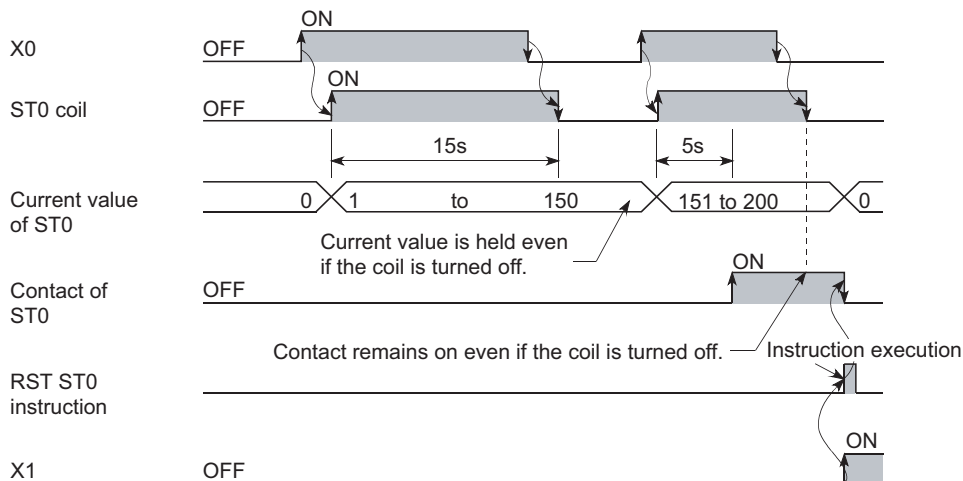 ON
X0
OFF
ON
ST0 coil
OFF
15s
5s
Current value
of ST0
0
1 to 150
151 to 200
0
Current value is held even
if the coil is turned off.
ON
Contact of
ST0
OFF
Contact remains on even if the coil is turned off.
Instruction execution
RST ST0
instruction
ON
X1
OFF